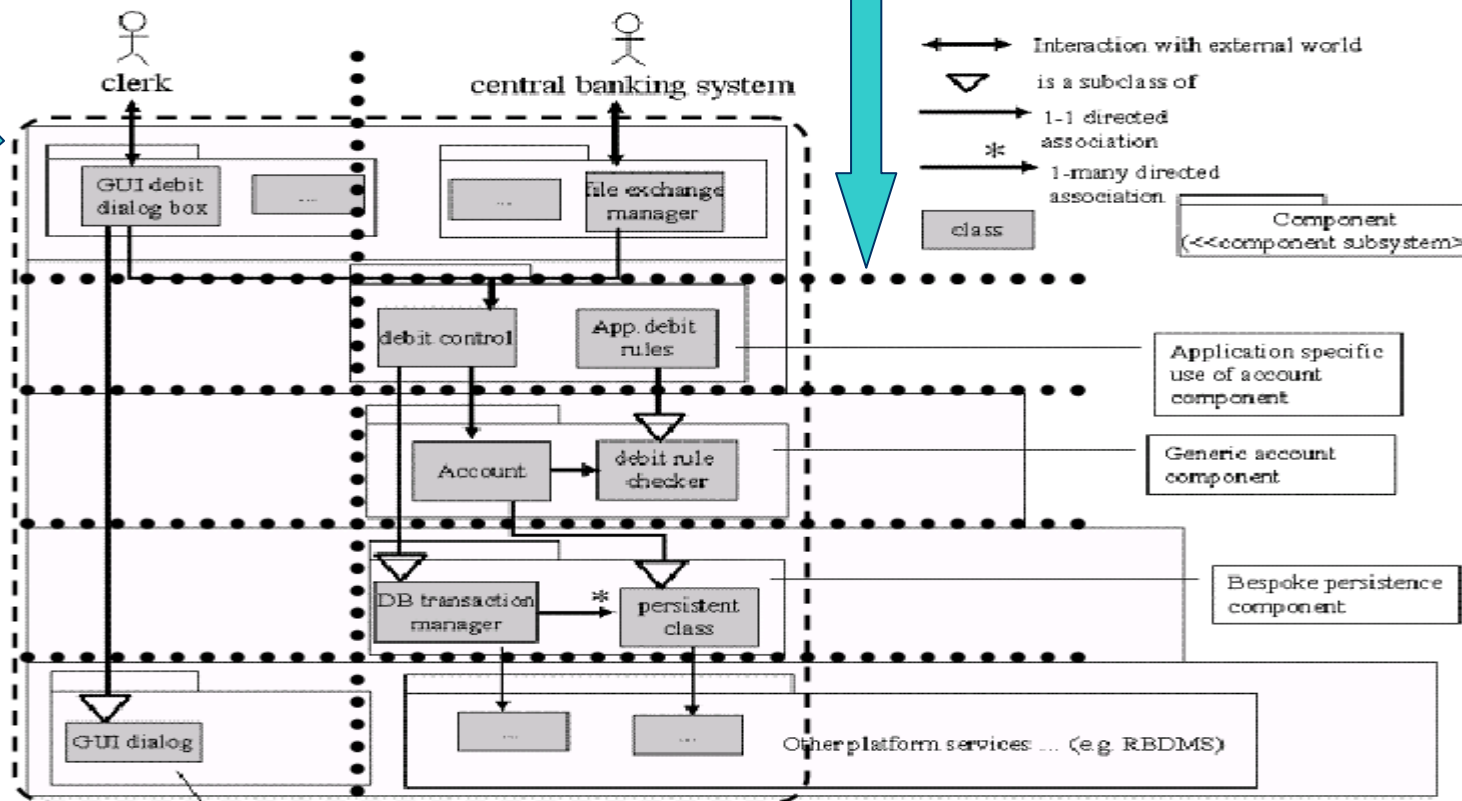 clerk
central banking system
Interaction with external world
is a subclass of
1-1 directed
association
*
1-many directed
association
class
Component
(<<component subsystem>
GUI debit
dialog box
...
...
file exchange
manager
debit control
App. debit
rules
Application specific
use of account
component
Account
debit rule
checker
Generic account
component
DB transaction
manager
*
persistent
class
Bespoke persistence
component
GUI dialog
...
...
Other platform services ... (e.g. RBDMS)